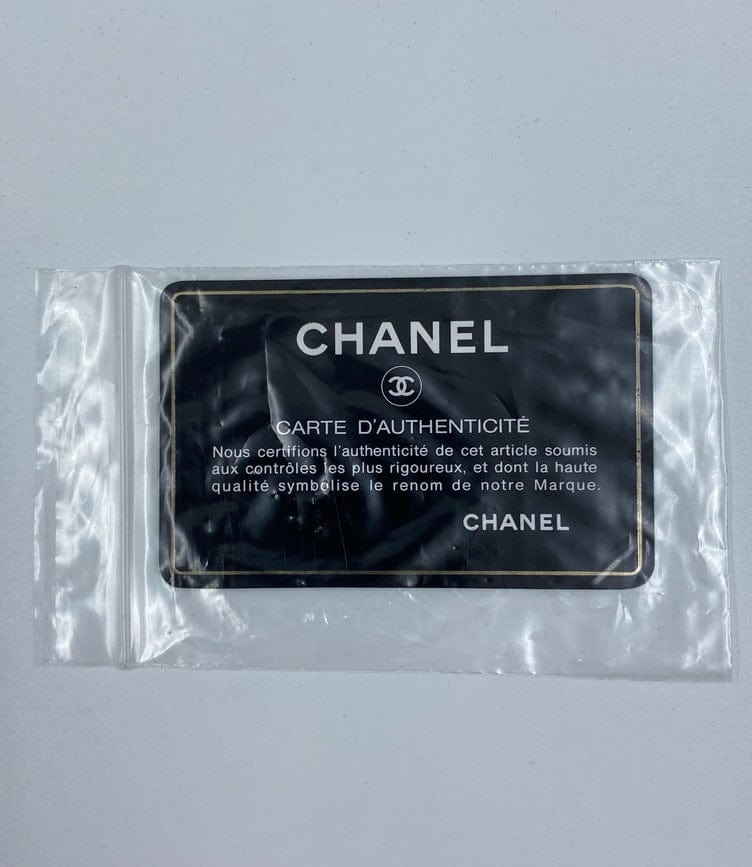 CHANEL
CARTE D'AUTHENTICITÉ
Nous certifions l'authenticité de cet article soumis
aux contrôles les plus rigoureux, et dont la haute
qualité symbolise le renom de notre Marque.
CHANEL